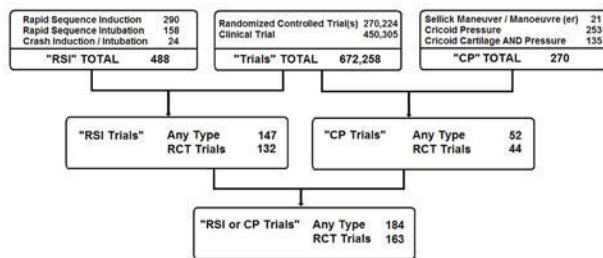 Rapid Sequence Induction 290
Rapid Sequence Intubation 158
Crash Induction / Intubation 24
"RSI" TOTAL 488
Randomized Controlled Trial(s) 270,224
Clinical Trial 450,305
"Trials" TOTAL 672,258
Sellick Maneuver / Manoeuvre (er) 21
Cricoid Pressure 253
Cricoid Cartilage AND Pressure 135
"CP" TOTAL 270
"RSI Trials" Any Type 147
RCT Trials 132
"CP Trials" Any Type 52
RCT Trials 44
"RSI or CP Trials" Any Type 184
RCT Trials 163